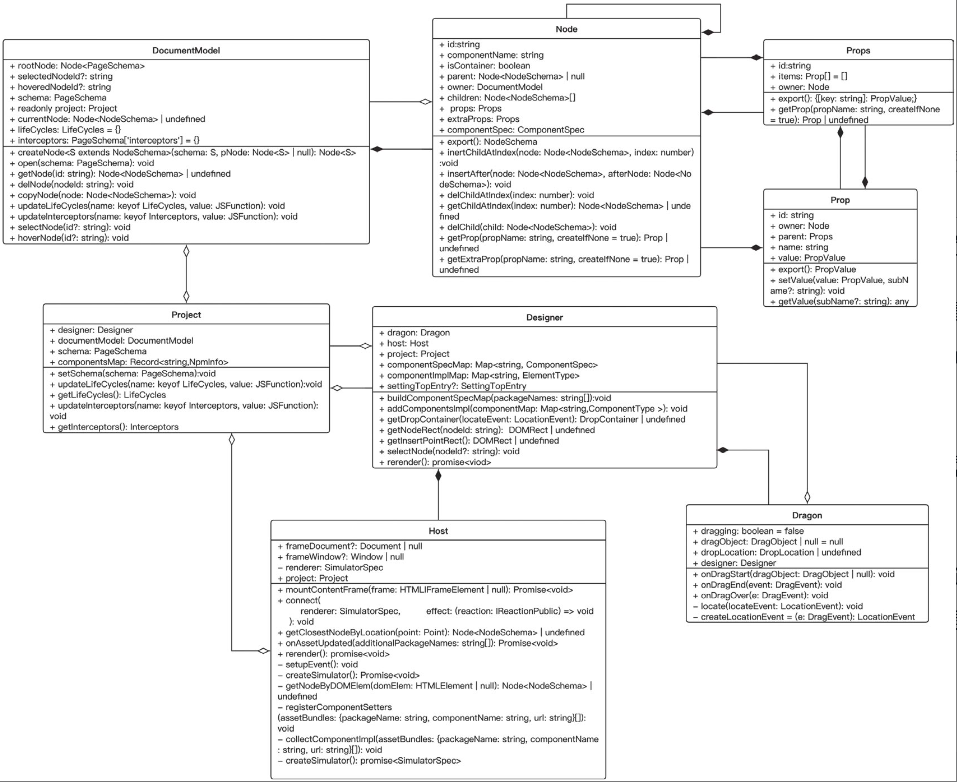 DocumentModel
+ rootNode: Node<PageSchema>
+ selectedNodeId?: string
+ hoveredNodeId?: string
+ schema: PageSchema
+ readonly project: Project
+ currentNode: Node<NodeSchema> | undefined
+ lifeCycles: LifeCycles = {}
+ interceptors: PageSchema['interceptors'] = {}
+ createNode<S extends NodeSchema>(schema: S, pNode: Node<S> | null): Node<S>
+ open(schema: PageSchema): void
+ getNode(id: string): Node<NodeSchema> | undefined
+ delNode(nodeId: string): void
+ copyNode(node: Node<NodeSchema>): void
+ updateLifeCycles(name: keyof LifeCycles, value: JSFunction): void
+ updateInterceptors(name: keyof Interceptors, value: JSFunction): void
+ selectNode(id?: string): void
+ hoverNode(id?: string): void
Node
+ id:string
+ componentName: string
+ isContainer: boolean
+ parent: Node<NodeSchema> | null
+ owner: DocumentModel
+ children: Node<NodeSchema>[]
+ props: Props
+ extraProps: Props
+ componentSpec: ComponentSpec
+ export(): NodeSchema
+ inertChildAtIndex(node: Node<NodeSchema>, index: number)
:void
+ insertAfter(node: Node<NodeSchema>, afterNode: Node<No
deSchema>): void
+ delChildAtIndex(index: number): void
+ getChildAtIndex(index: number): Node<NodeSchema> | unde
fined
+ delChild(child: Node<NodeSchema>): void
+ getProp(propName: string, createIfNone = true): Prop |
undefined
+ getExtraProp(propName: string, createIfNone = true): Prop |
undefined
Props
+ id:string
+ items: Prop[] = []
+ owner: Node
+ export(): {[key: string]: PropValue;}
+ getProp(propName: string, createIfNone
= true): Prop | undefined
Prop
+ id: string
+ owner: Node
+ parent: Props
+ name: string
+ value: PropValue
+ export(): PropValue
+ setValue(value: PropValue, subN
ame?: string): void
+ getValue(subName?: string): any
Project
+ designer: Designer
+ documentModel: DocumentModel
+ schema: PageSchema
+ componentsMap: Record<string,NpmInfo>
+ setSchema(schema: PageSchema):void
+ updateLifeCycles(name: keyof LifeCycles, value: JSFunction):void
+ getLifeCycles(): LifeCycles
+ updateInterceptors(name: keyof Interceptors, value: JSFunction):
void
+ getInterceptors(): Interceptors
Designer
+ dragon: Dragon
+ host: Host
+ project: Project
+ componentSpecMap: Map<string, ComponentSpec>
+ componentImplMap: Map<string, ElementType>
+ settingTopEntry?: SettingTopEntry
+ buildComponentSpecMap(packageNames: string[]):void
+ addComponentsImpl(componentMap: Map<string,ComponentType >): void
+ getDropContainer(locateEvent: LocationEvent): DropContainer | undefined
+ getNodeRect(nodeId: string): DOMRect | undefined
+ getInsertPointRect(): DOMRect | undefined
+ selectNode(nodeId?: string): void
+ rerender(): promise<viod>
Host
+ frameDocument?: Document | null
+ frameWindow?: Window | null
− renderer: SimulatorSpec
+ project: Project
+ mountContentFrame(frame: HTMLIFrameElement | null): Promise<void>
+ connect(
renderer: SimulatorSpec, effect: (reaction: IReactionPublic) => void
): void
+ getClosestNodeByLocation(point: Point): Node<NodeSchema> | undefined
+ onAssetUpdated(additionalPackageNames: string[]): Promise<void>
+ rerender(): promise<void>
− setupEvent(): void
− createSimulator(): Promise<void>
− getNodeByDOMElem(domElem: HTMLElement | null): Node<NodeSchema> |
undefined
− registerComponentSetters
(assetBundles: {packageName: string, componentName: string, url: string}[]):
void
− collectComponentImpl(assetBundles: {packageName: string, componentName
: string, url: string}[]): void
− createSimulator(): promise<SimulatorSpec>
Dragon
+ dragging: boolean = false
+ dragObject: DragObject | null = null
+ dropLocation: DropLocation | undefined
+ designer: Designer
+ onDragStart(dragObject: DragObject | null): void
+ onDragEnd(event: DragEvent): void
+ onDragOver(e: DragEvent): void
− locate(locateEvent: LocationEvent): void
− createLocationEvent = (e: DragEvent): LocationEvent